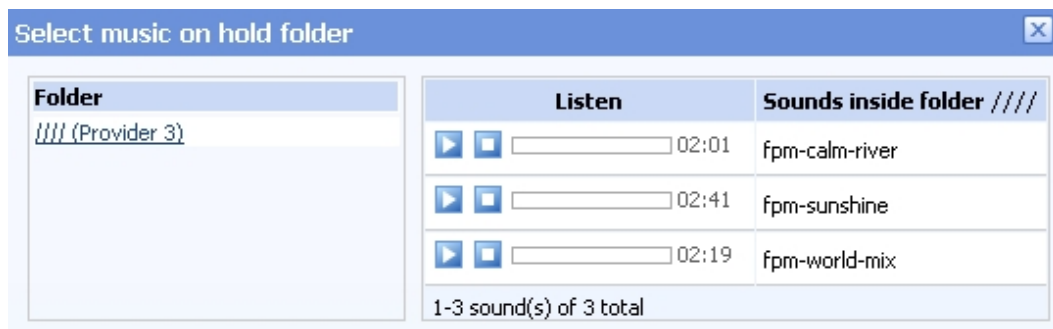 Select music on hold folder
Folder
//// (Provider 3)
Listen
Sounds inside folder ////
02:01
fpm-calm-river
02:41
fpm-sunshine
02:19
fpm-world-mix
1-3 sound(s) of 3 total